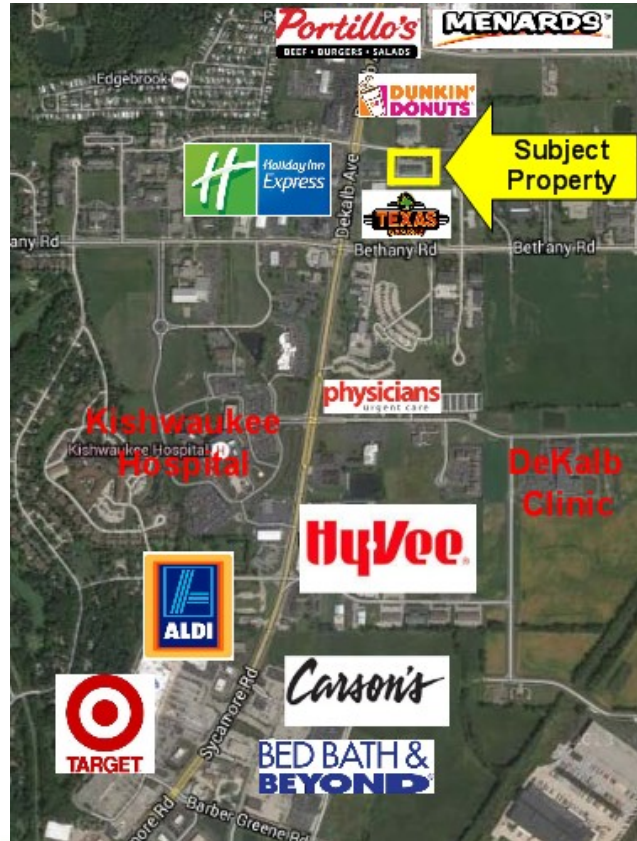 Portillo's
BEEF • BURGERS • SALADS
MENARDS
Edgebrook
DUNKIN'
DONUTS
Holiday Inn
Express
Dekalb Ave
Subject
Property
TEXAS
any Rd
Bethany Rd
Bethany Rd
physicians
urgent care
Kishwaukee
Hospital
Kishwaukee Hospital
DeKalb
Clinic
HyVee
ALDI
Sycamore Rd
Carson's
TARGET
BED BATH &
BEYOND
more Rd
Barber Greene Rd